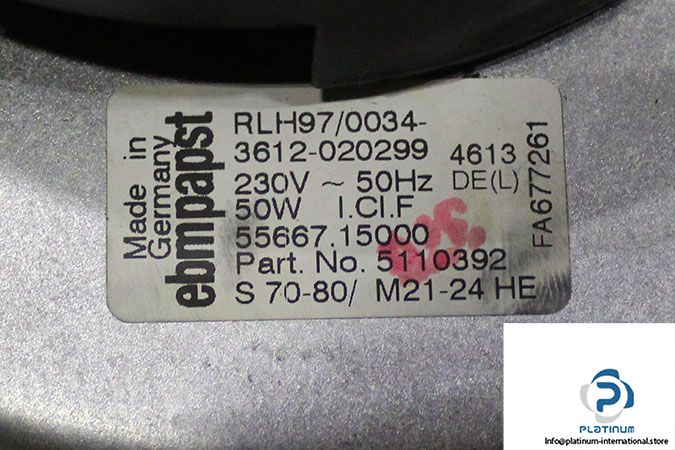 Made in
Germany
ebmpapst
RLH97/0034-
3612-020299
4613
230V ~ 50Hz
DE(L)
50W I.Cl.F
55667.15000
Part. No. 5110392
S 70-80/ M21-24 HE
FA677261
PLATINUM
Info@platinum-international.store